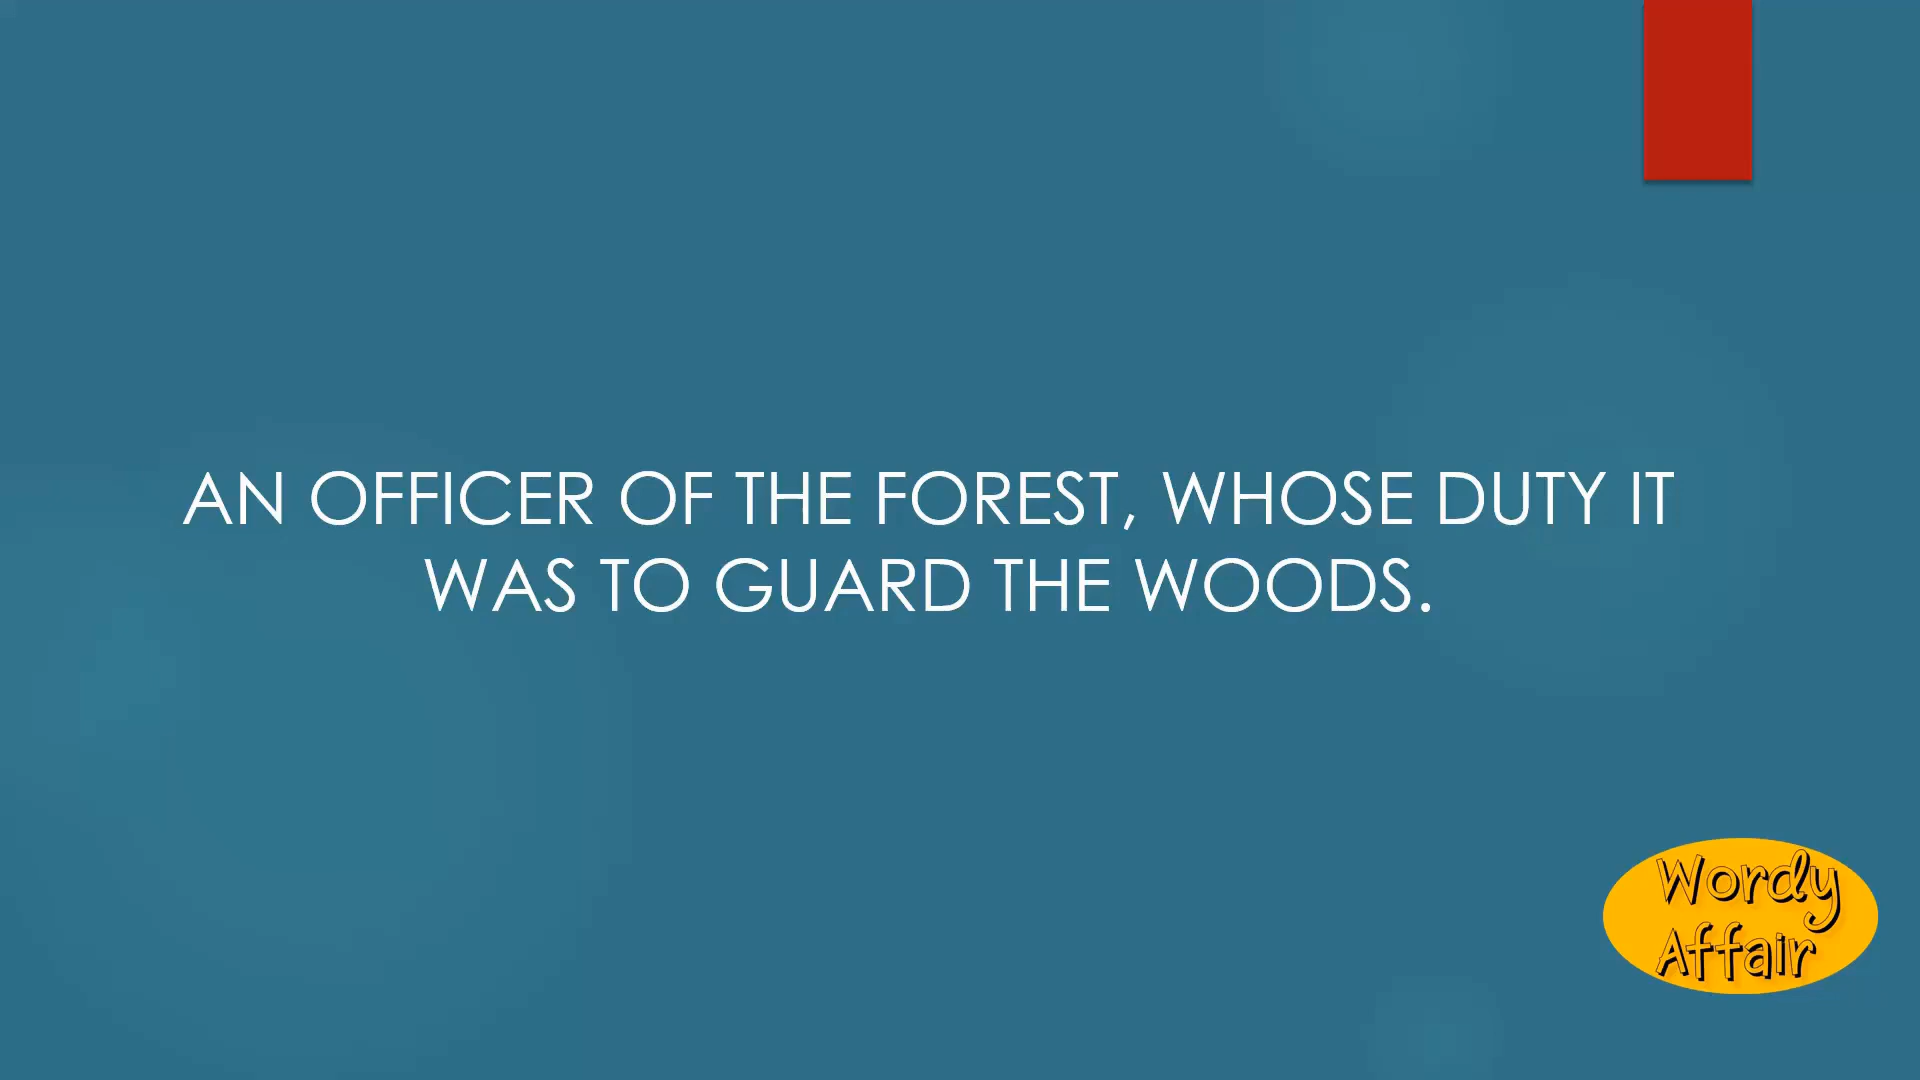 AN OFFICER OF THE FOREST, WHOSE DUTY IT
WAS TO GUARD THE WOODS.
Wordy
Affair